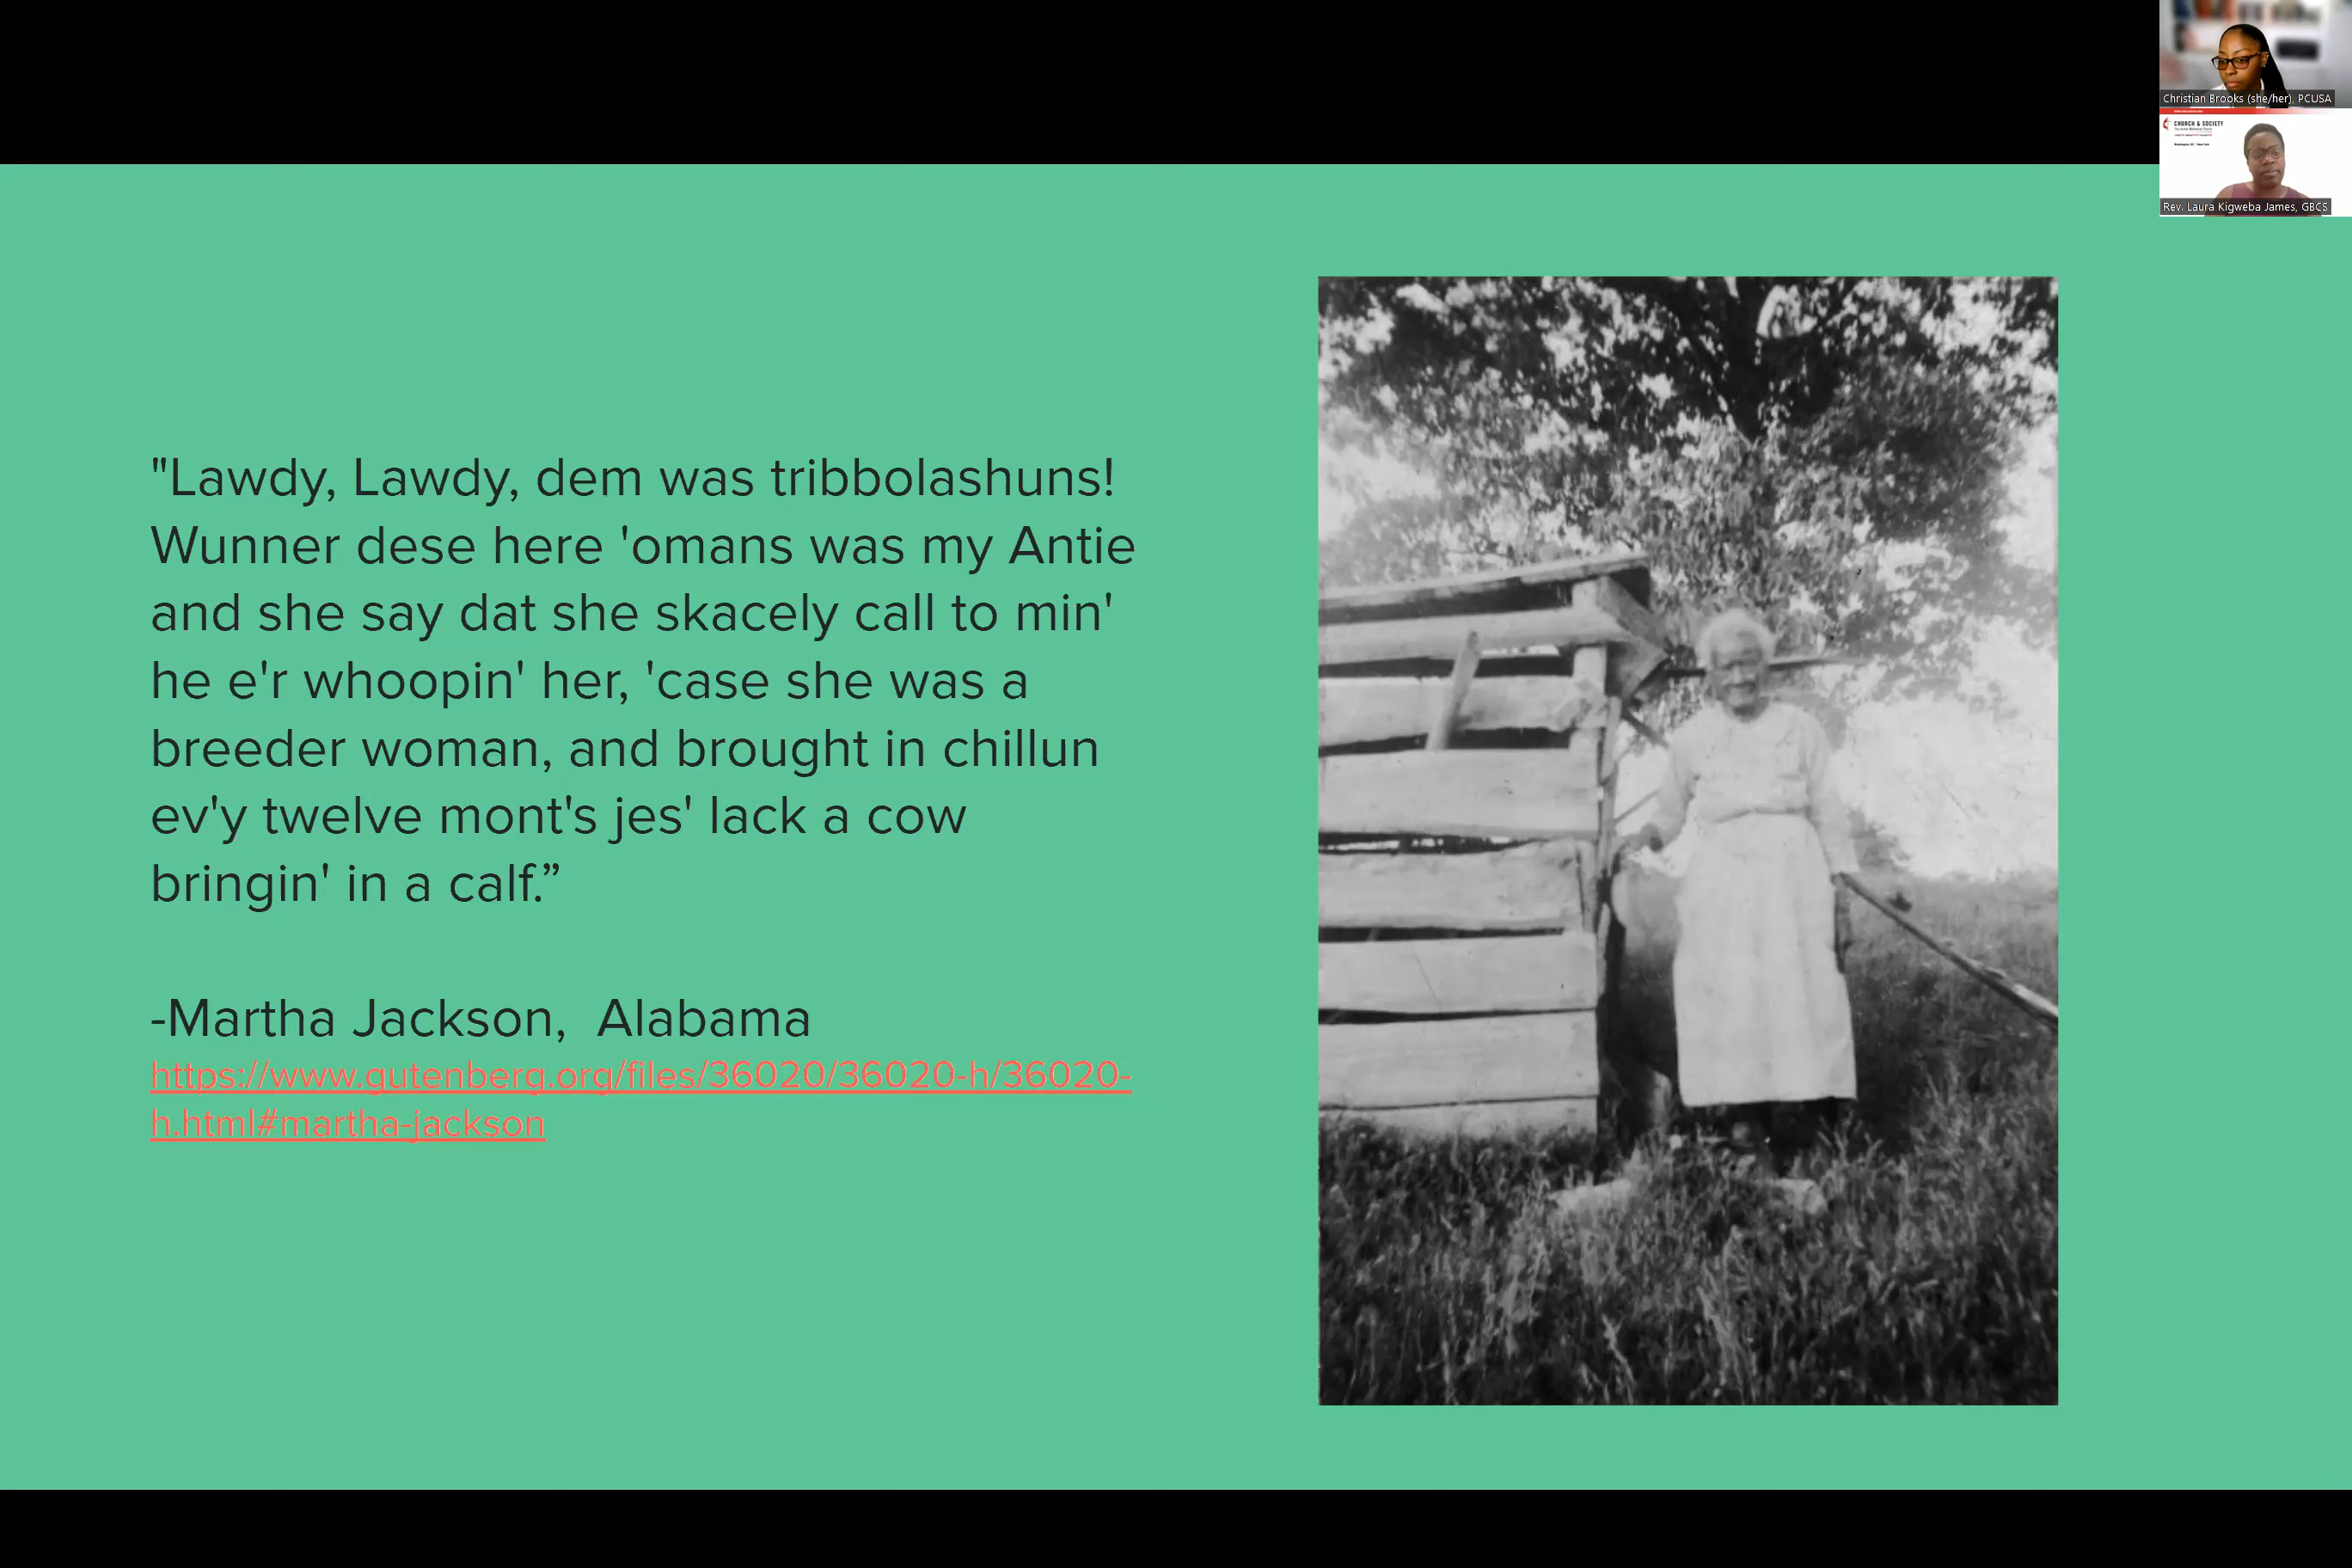 Christian Brooks (she/her), PCUSA
CHURCH & SOCIETY
Rev. Laura Kigweba James, GBCS
"Lawdy, Lawdy, dem was tribbolashuns!
Wunner dese here 'omans was my Antie
and she say dat she skacely call to min'
he e'r whoopin' her, 'case she was a
breeder woman, and brought in chillun
ev'y twelve mont's jes' lack a cow
bringin' in a calf.”
-Martha Jackson,  Alabama
https://www.gutenberg.org/files/36020/36020-h/36020-
h.html#martha-jackson